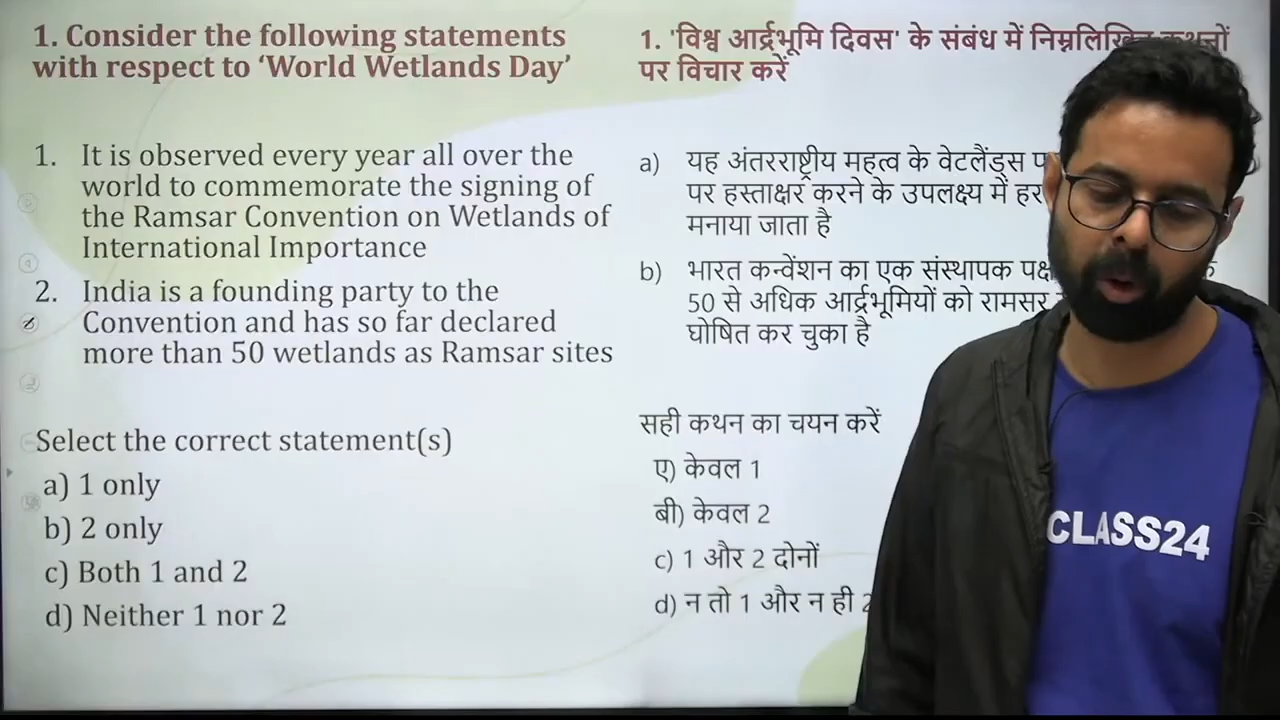 1. Consider the following statements
with respect to ‘World Wetlands Day’
1. It is observed every year all over the
world to commemorate the signing of
the Ramsar Convention on Wetlands of
International Importance
2. India is a founding party to the
Convention and has so far declared
more than 50 wetlands as Ramsar sites
Select the correct statement(s)
a) 1 only
b) 2 only
c) Both 1 and 2
d) Neither 1 nor 2
1. 'विश्व आर्द्रभूमि दिवस' के संबंध में निम्नलिखित कथनों
पर विचार करें
a) यह अंतरराष्ट्रीय महत्व के वेटलैंड्स
पर हस्ताक्षर करने के उपलक्ष्य में हर
मनाया जाता है
b) भारत कन्वेंशन का एक संस्थापक
50 से अधिक आर्द्रभूमियों को रामसर
घोषित कर चुका है
सही कथन का चयन करें
ए) केवल 1
बी) केवल 2
c) 1 और 2 दोनों
d) न तो 1 और न ही 2
CLASS24